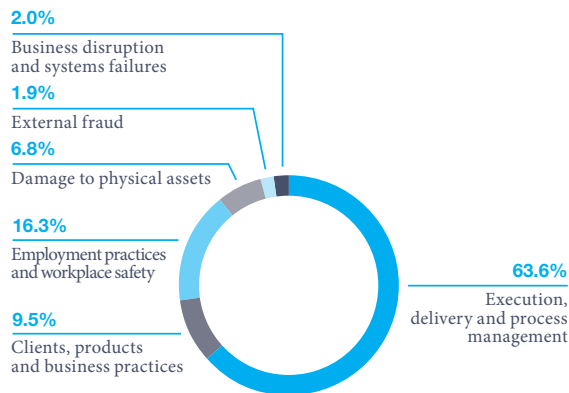 2.0%
Business disruption
and systems failures
1.9%
External fraud
6.8%
Damage to physical assets
16.3%
Employment practices
and workplace safety
9.5%
Clients, products
and business practices
63.6%
Execution,
delivery and process
management